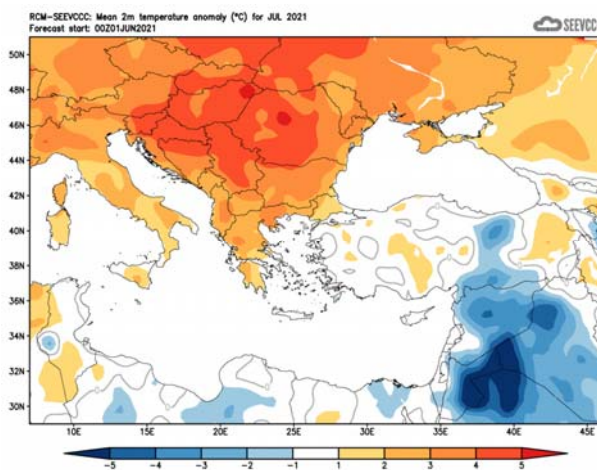 RCM-SEEVCCC: Mean 2m temperature anomaly (°C) for JUL 2021
Forecast start: 00Z01JUN2021
SEEVCCC
50N
48N
46N
44N
42N
40N
38N
36N
34N
32N
30N
10E 15E 20E 25E 30E 35E 40E 45E
-5 -4 -3 -2 -1 1 2 3 4 5